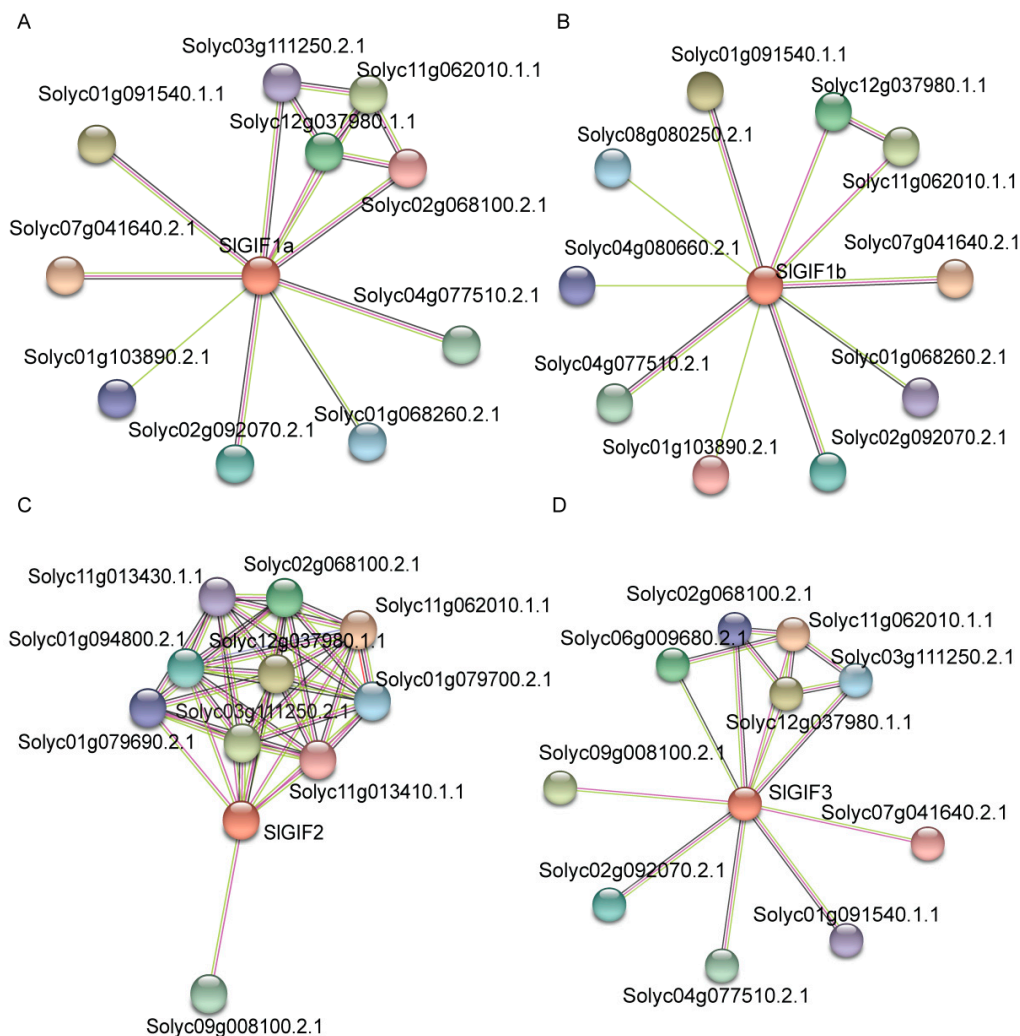 A
Solyc03g111250.2.1
Solyc11g062010.1.1
Solyc01g091540.1.1
Solyc12g037980.1.1
Solyc02g068100.2.1
Solyc07g041640.2.1
SlGIF1a
Solyc04g077510.2.1
Solyc01g103890.2.1
Solyc01g068260.2.1
Solyc02g092070.2.1
B
Solyc01g091540.1.1
Solyc12g037980.1.1
Solyc08g080250.2.1
Solyc11g062010.1.1
Solyc07g041640.2.1
Solyc04g080660.2.1
SlGIF1b
Solyc04g077510.2.1
Solyc01g068260.2.1
Solyc01g103890.2.1
Solyc02g092070.2.1
C
Solyc02g068100.2.1
Solyc11g013430.1.1
Solyc11g062010.1.1
Solyc01g094800.2.1
Solyc12g037980.1.1
Solyc01g079700.2.1
Solyc03g111250.2.1
Solyc01g079690.2.1
Solyc11g013410.1.1
SlGIF2
Solyc09g008100.2.1
D
Solyc02g068100.2.1
Solyc11g062010.1.1
Solyc06g009680.2.1
Solyc03g111250.2.1
Solyc12g037980.1.1
Solyc09g008100.2.1
SlGIF3
Solyc07g041640.2.1
Solyc02g092070.2.1
Solyc01g091540.1.1
Solyc04g077510.2.1